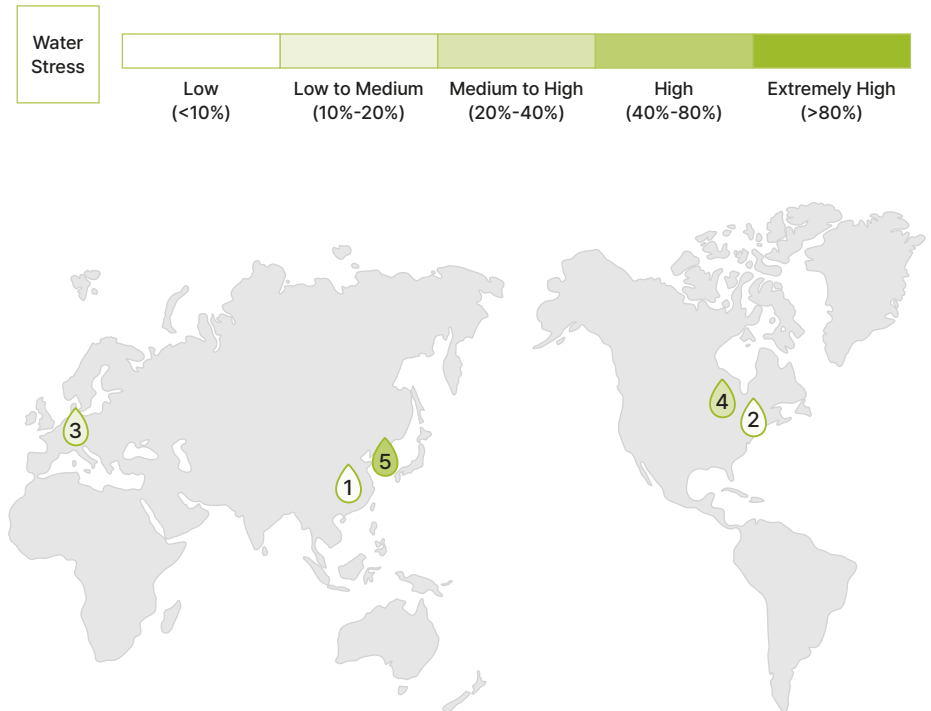 Water
Stress
Low
(<10%)
Low to Medium
(10%-20%)
Medium to High
(20%-40%)
High
(40%-80%)
Extremely High
(>80%)
4
2
3
5
1